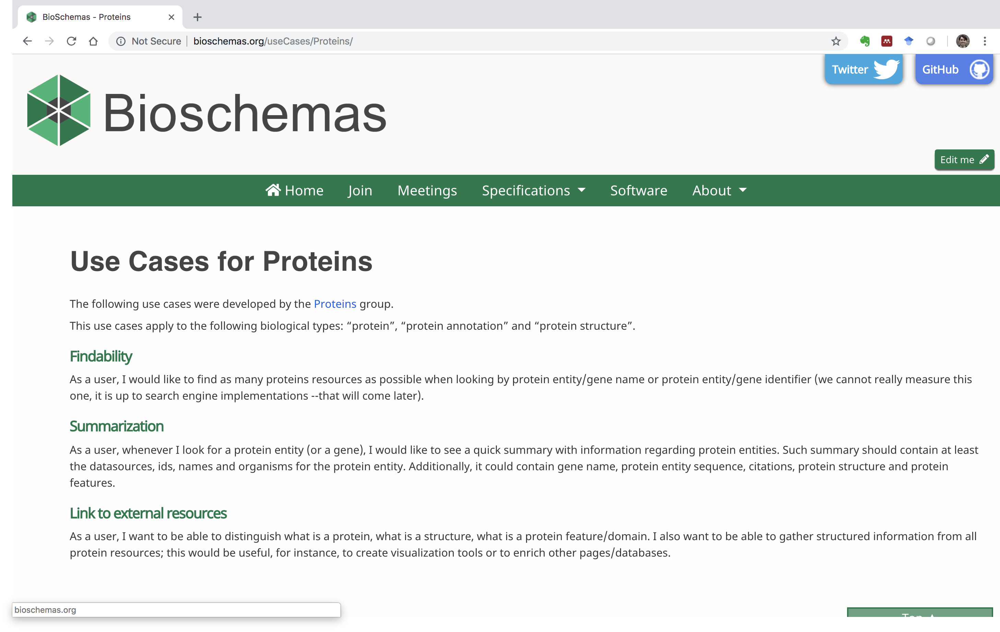 BioSchemas - Proteins
Not Secure bioschemas.org/useCases/Proteins/
Twitter
GitHub
Bioschemas
Edit me
Home Join Meetings Specifications Software About
Use Cases for Proteins
The following use cases were developed by the Proteins group.
This use cases apply to the following biological types: “protein”, “protein annotation” and “protein structure”.
Findability
As a user, I would like to find as many proteins resources as possible when looking by protein entity/gene name or protein entity/gene identifier (we cannot really measure this
one, it is up to search engine implementations --that will come later).
Summarization
As a user, whenever I look for a protein entity (or a gene), I would like to see a quick summary with information regarding protein entities. Such summary should contain at least
the datasources, ids, names and organisms for the protein entity. Additionally, it could contain gene name, protein entity sequence, citations, protein structure and protein
features.
Link to external resources
As a user, I want to be able to distinguish what is a protein, what is a structure, what is a protein feature/domain. I also want to be able to gather structured information from all
protein resources; this would be useful, for instance, to create visualization tools or to enrich other pages/databases.
bioschemas.org
Top